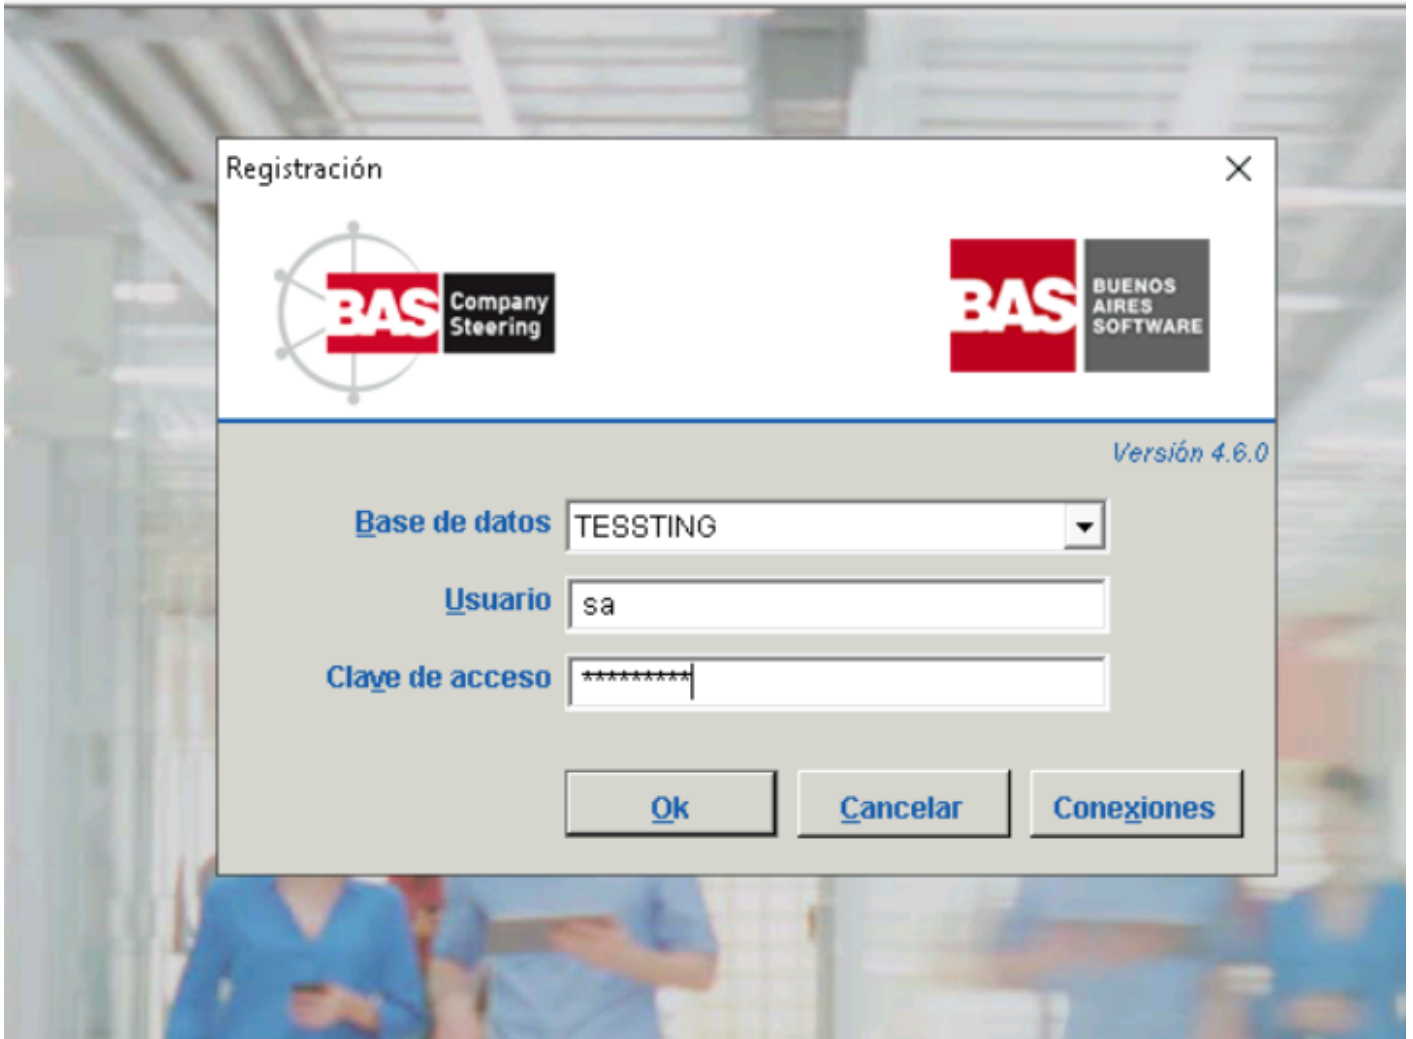 Registración
BAS Company Steering
BAS BUENOS AIRES SOFTWARE
Versión 4.6.0
Base de datos TESSTING
Usuario sa
Clave de acceso *********
Ok Cancelar Conexiones